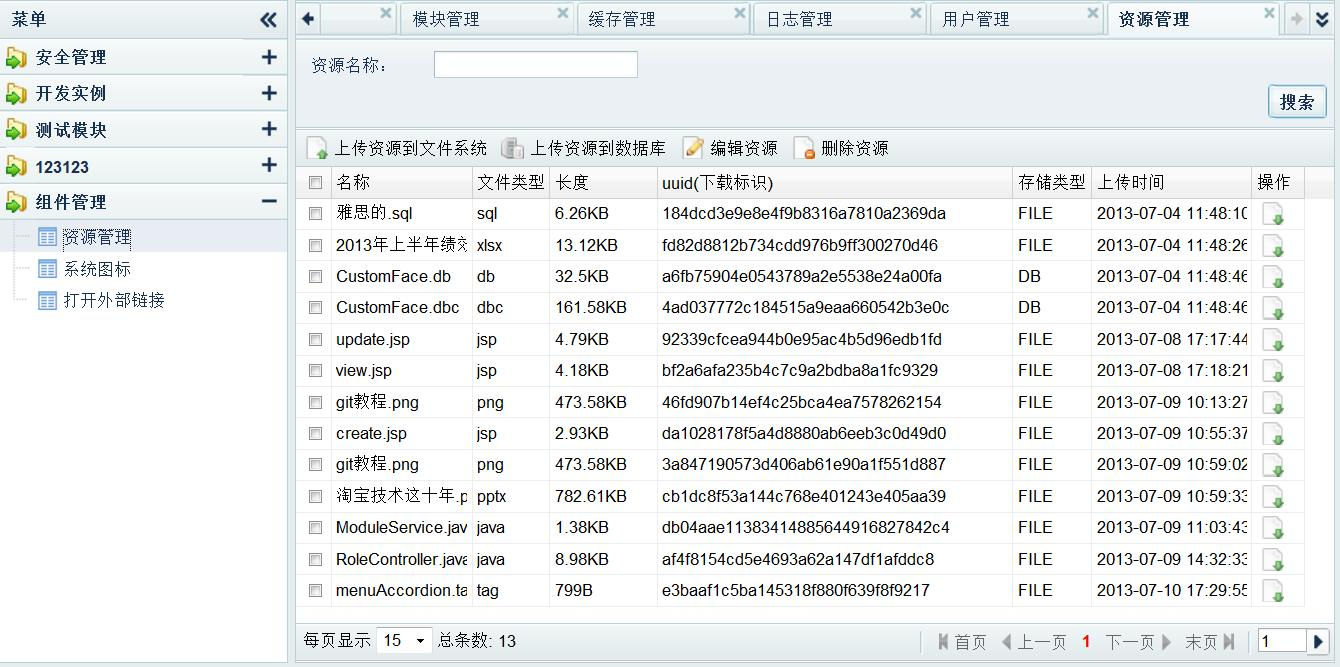 菜单
安全管理
开发实例
测试模块
123123
组件管理
资源管理
系统图标
打开外部链接
模块管理 缓存管理 日志管理 用户管理 资源管理
资源名称：
搜索
上传资源到文件系统 上传资源到数据库 编辑资源 删除资源
名称 文件类型 长度 uuid(下载标识) 存储类型 上传时间 操作
雅思的.sql sql 6.26KB 184dcd3e9e8e4f9b8316a7810a2369da FILE 2013-07-04 11:48:10
2013年上半年绩效 xlsx 13.12KB fd82d8812b734cdd976b9ff300270d46 FILE 2013-07-04 11:48:26
CustomFace.db db 32.5KB a6fb75904e0543789a2e5538e24a00fa DB 2013-07-04 11:48:46
CustomFace.dbc dbc 161.58KB 4ad037772c184515a9eaa660542b3e0c DB 2013-07-04 11:48:46
update.jsp jsp 4.79KB 92339cfcea944b0e95ac4b5d96edb1fd FILE 2013-07-08 17:17:44
view.jsp jsp 4.18KB bf2a6afa235b4c7c9a2bdba8a1fc9329 FILE 2013-07-08 17:18:21
git教程.png png 473.58KB 46fd907b14ef4c25bca4ea7578262154 FILE 2013-07-09 10:13:27
create.jsp jsp 2.93KB da1028178f5a4d8880ab6eeb3c0d49d0 FILE 2013-07-09 10:55:37
git教程.png png 473.58KB 3a847190573d406ab61e90a1f551d887 FILE 2013-07-09 10:59:02
淘宝技术这十年.p pptx 782.61KB cb1dc8f53a144c768e401243e405aa39 FILE 2013-07-09 10:59:33
ModuleService.jav java 1.38KB db04aae11383414885644916827842c4 FILE 2013-07-09 11:03:43
RoleController.java java 8.98KB af4f8154cd5e4693a62a147df1afddc8 FILE 2013-07-09 14:32:33
menuAccordion.ta tag 799B e3baaf1c5ba145318f880f639f8f9217 FILE 2013-07-10 17:29:55
每页显示 15 总条数: 13 首页 上一页 1 下一页 末页 1